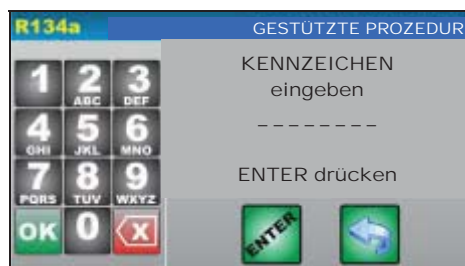 R134a
GESTÜTZTE PROZEDUR
1
2
ABC
3
DEF
4
GHI
5
JKL
6
MNO
7
PQRS
8
TUV
9
WXYZ
OK
0
X
KENNZEICHEN
eingeben
--------
ENTER drücken
ENTER